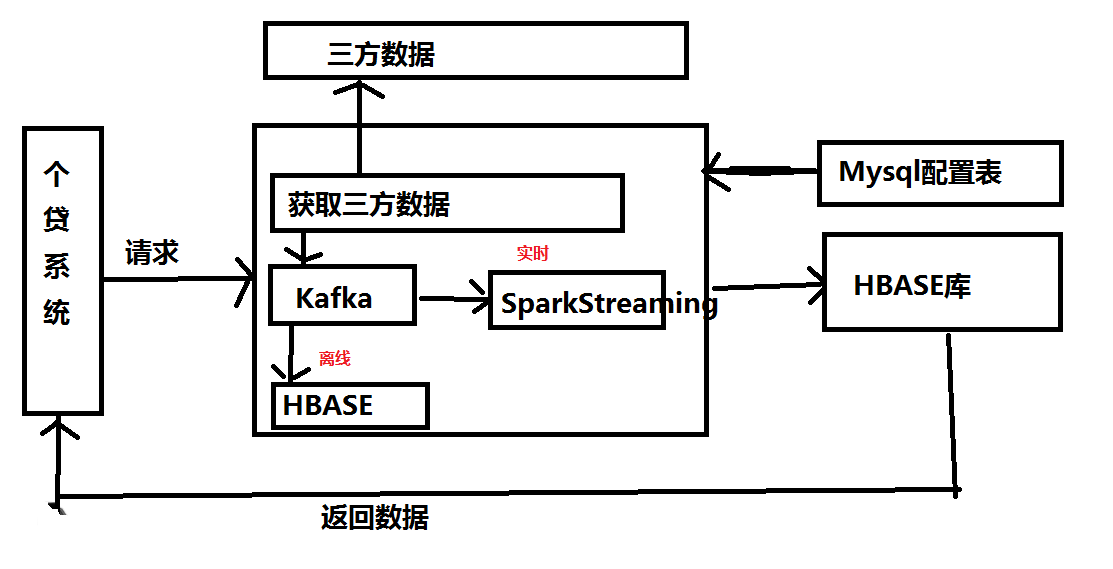 三方数据
个
贷
系
统
请求
获取三方数据
Mysql配置表
实时
Kafka
SparkStreaming
HBASE库
离线
HBASE
返回数据